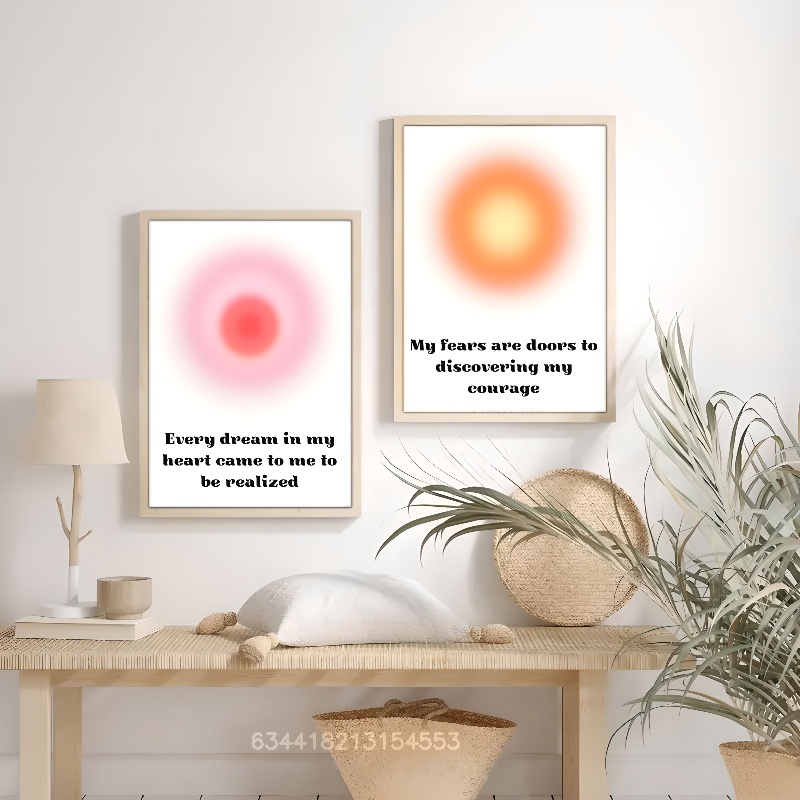 Every dream in my
heart came to me to
be realized
My fears are doors to
discovering my
courage
634418213154553